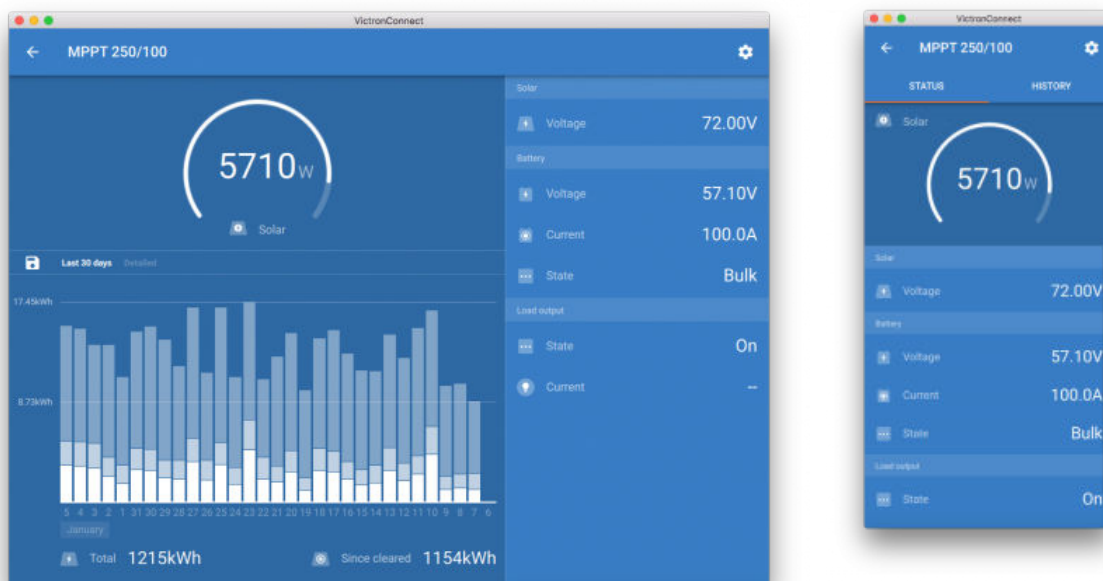 VictronConnect
MPPT 250/100
5710W
Solar
Last 30 days Detailed
17.45kWh
8.73kWh
5 4 3 2 1 31 30 29 28 27 26 25 24 23 22 21 20 19 18 17 16 15 14 13 12 11 10 9 8 7 6
January
Total 1215kWh Since cleared 1154kWh
Solar
Voltage 72.00V
Battery
Voltage 57.10V
Current 100.0A
State Bulk
Load output
State On
Current --
VictronConnect
MPPT 250/100
STATUS HISTORY
Solar
5710W
Solar
Voltage 72.00V
Battery
Voltage 57.10V
Current 100.0A
State Bulk
Load output
State On